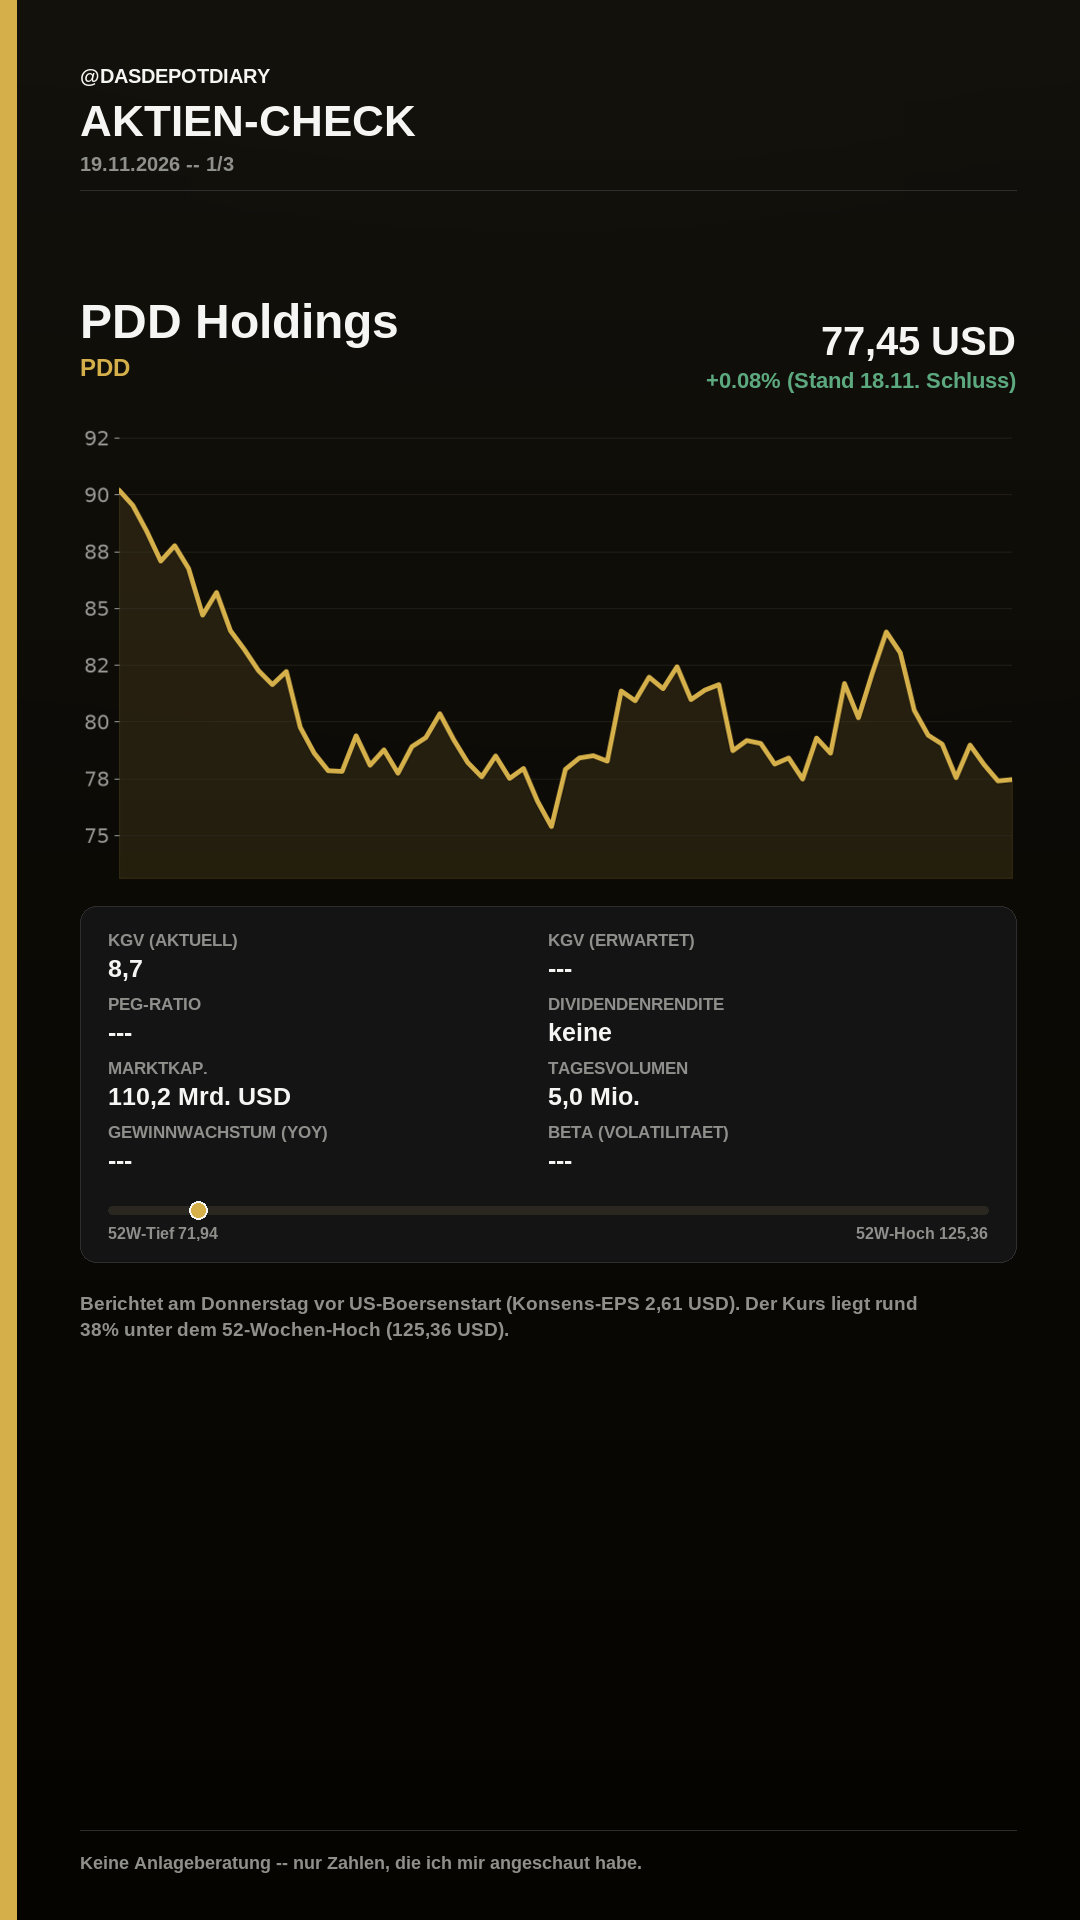 @DASDEPOTDIARY
AKTIEN-CHECK
19.11.2026 -- 1/3
PDD Holdings
PDD
77,45 USD
+0.08% (Stand 18.11. Schluss)
92
90
88
85
82
80
78
75
KGV (AKTUELL)
8,7
KGV (ERWARTET)
---
PEG-RATIO
---
DIVIDENDENRENDITE
keine
MARKTKAP.
110,2 Mrd. USD
TAGESVOLUMEN
5,0 Mio.
GEWINNWACHSTUM (YOY)
---
BETA (VOLATILITAET)
---
52W-Tief 71,94
52W-Hoch 125,36
Berichtet am Donnerstag vor US-Boersenstart (Konsens-EPS 2,61 USD). Der Kurs liegt rund
38% unter dem 52-Wochen-Hoch (125,36 USD).
Keine Anlageberatung -- nur Zahlen, die ich mir angeschaut habe.